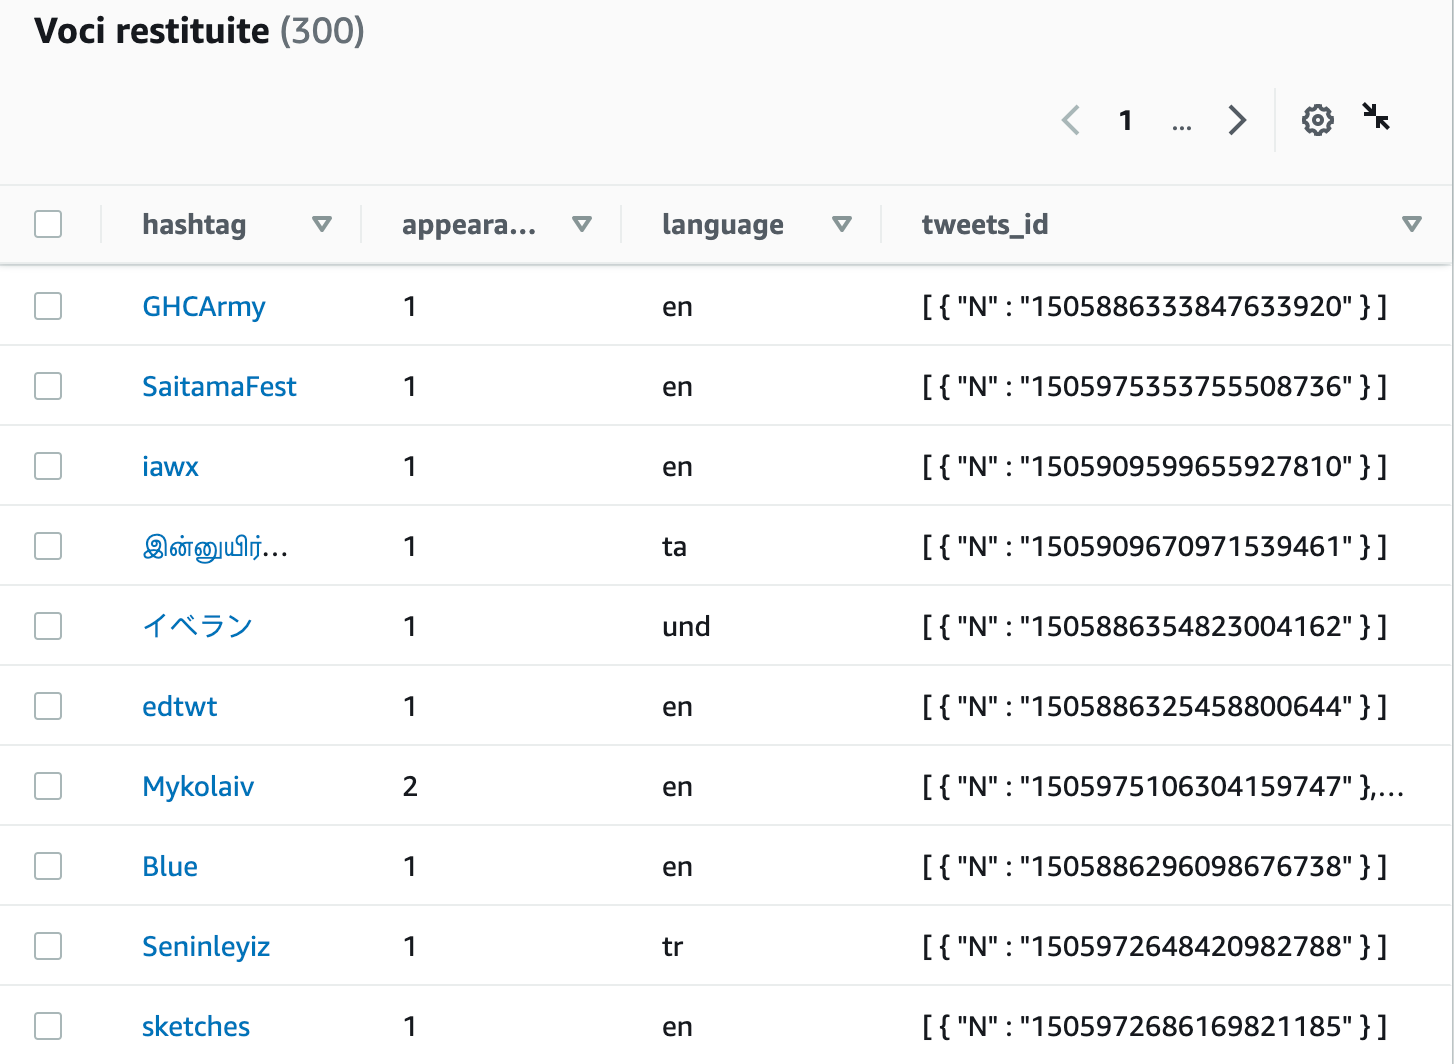 Voci restituite (300)
1 ...
hashtag appeara... language tweets_id
GHCArmy 1 en [ { "N" : "1505886333847633920" } ]
SaitamaFest 1 en [ { "N" : "1505975353755508736" } ]
iawx 1 en [ { "N" : "1505909599655927810" } ]
இன்னுயிர்... 1 ta [ { "N" : "1505909670971539461" } ]
イベラン 1 und [ { "N" : "1505886354823004162" } ]
edtwt 1 en [ { "N" : "1505886325458800644" } ]
Mykolaiv 2 en [ { "N" : "1505975106304159747" },...
Blue 1 en [ { "N" : "1505886296098676738" } ]
Seninleyiz 1 tr [ { "N" : "1505972648420982788" } ]
sketches 1 en [ { "N" : "1505972686169821185" } ]